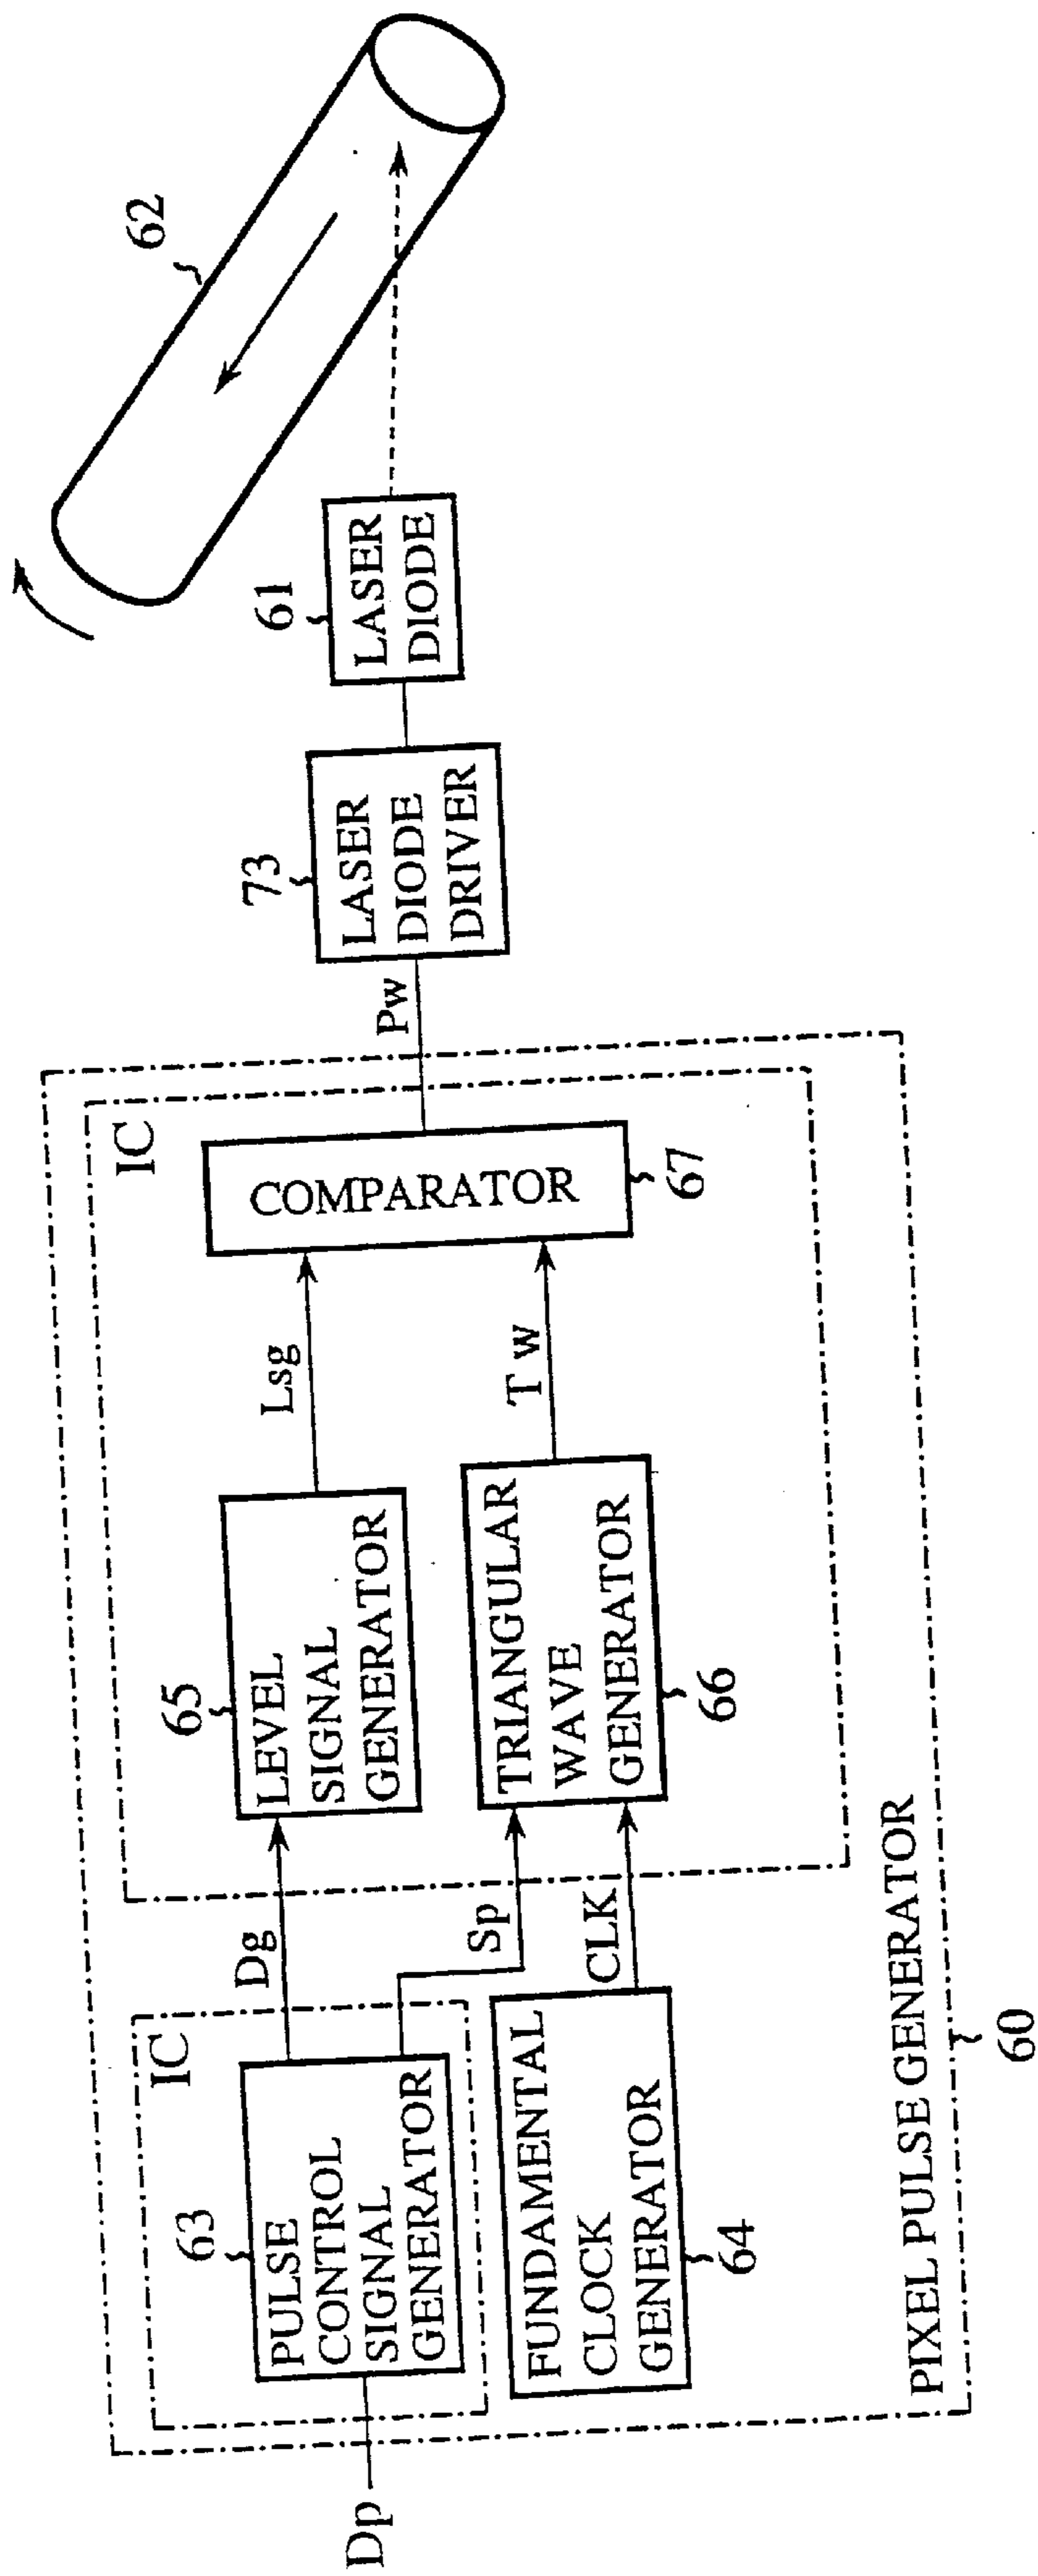 Dp
63
PULSE
CONTROL
SIGNAL
GENERATOR
IC
Dg
Sp
FUNDAMENTAL
CLOCK
GENERATOR
64
CLK
65
LEVEL
SIGNAL
GENERATOR
TRIANGULAR
WAVE
GENERATOR
66
Lsg
T w
IC
COMPARATOR
67
PIXEL PULSE GENERATOR
60
Pw
73
LASER
DIODE
DRIVER
61
LASER
DIODE
62